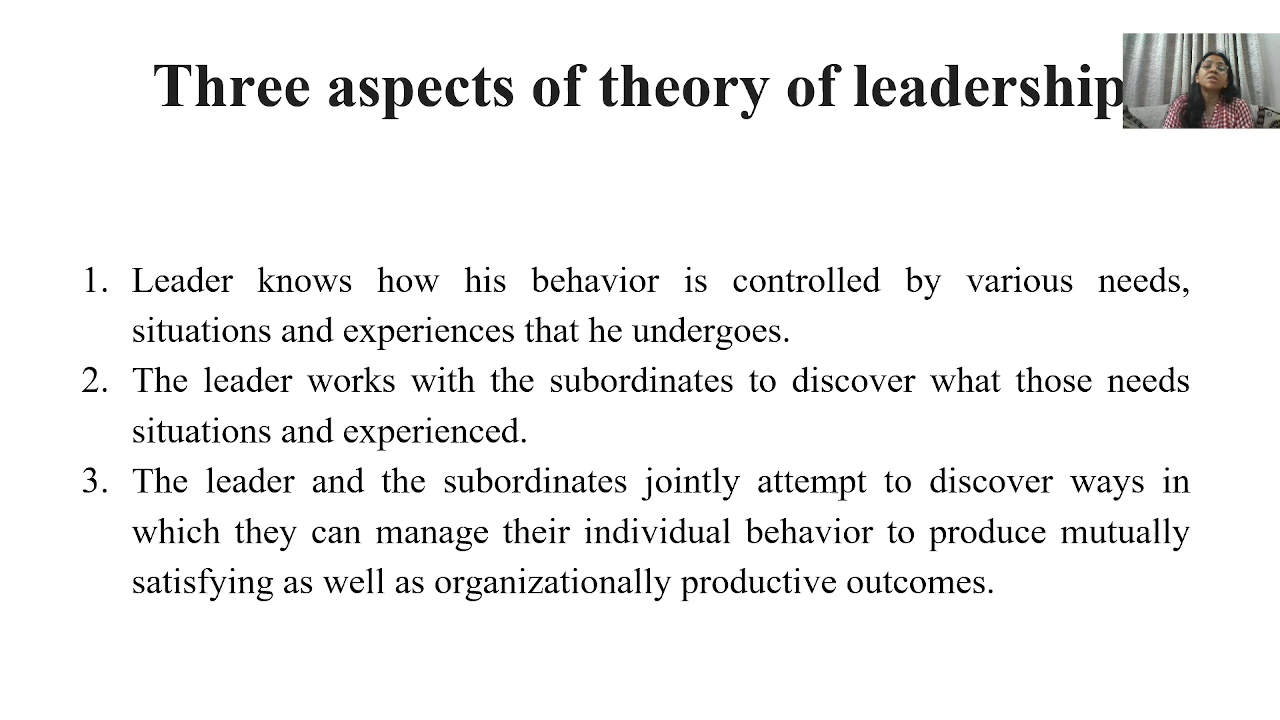 Three aspects of theory of leadership
1. Leader knows how his behavior is controlled by various needs,
situations and experiences that he undergoes.
2. The leader works with the subordinates to discover what those needs
situations and experienced.
3. The leader and the subordinates jointly attempt to discover ways in
which they can manage their individual behavior to produce mutually
satisfying as well as organizationally productive outcomes.